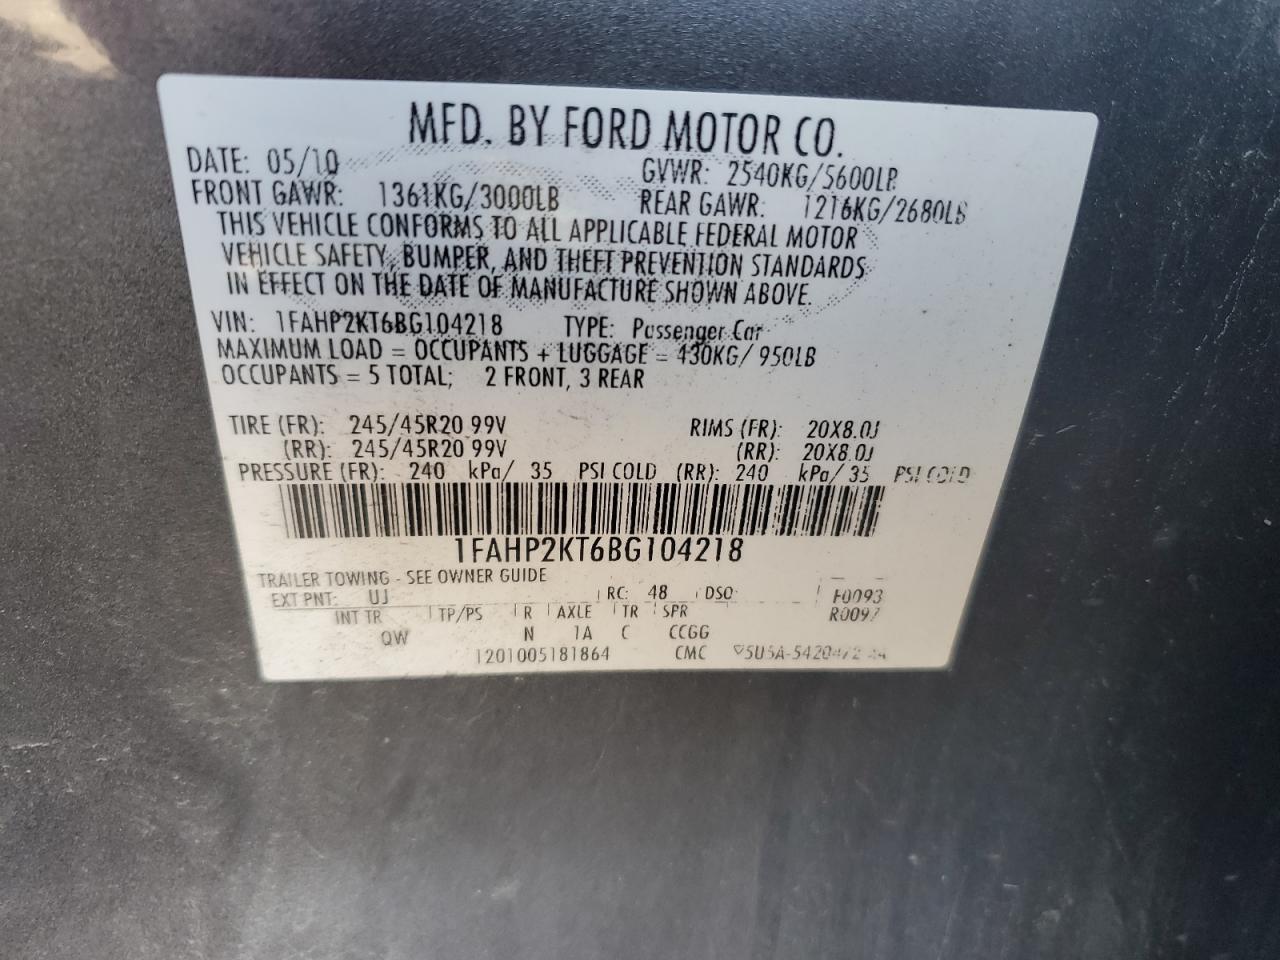 MFD. BY FORD MOTOR CO.
DATE: 05/10 GVWR: 2540KG/5600LB
FRONT GAWR: 1361KG/3000LB REAR GAWR: 1216KG/2680LB
THIS VEHICLE CONFORMS TO ALL APPLICABLE FEDERAL MOTOR
VEHICLE SAFETY, BUMPER, AND THEFT PREVENTION STANDARDS
IN EFFECT ON THE DATE OF MANUFACTURE SHOWN ABOVE.
VIN: 1FAHP2KT6BG104218 TYPE: Passenger Car
MAXIMUM LOAD = OCCUPANTS + LUGGAGE = 430KG/ 950LB
OCCUPANTS = 5 TOTAL; 2 FRONT, 3 REAR
TIRE (FR): 245/45R20 99V RIMS (FR): 20X8.0J
(RR): 245/45R20 99V (RR): 20X8.0J
PRESSURE (FR): 240 kPa/ 35 PSI COLD (RR): 240 kPa/ 35 PSI COLD
1FAHP2KT6BG104218
TRAILER TOWING - SEE OWNER GUIDE
EXT PNT: UJ RC: 48 DSO: F0093
INT TR TP/PS R AXLE TR SPR R0097
QW N 1A C CCGG
1201005181864 CMC